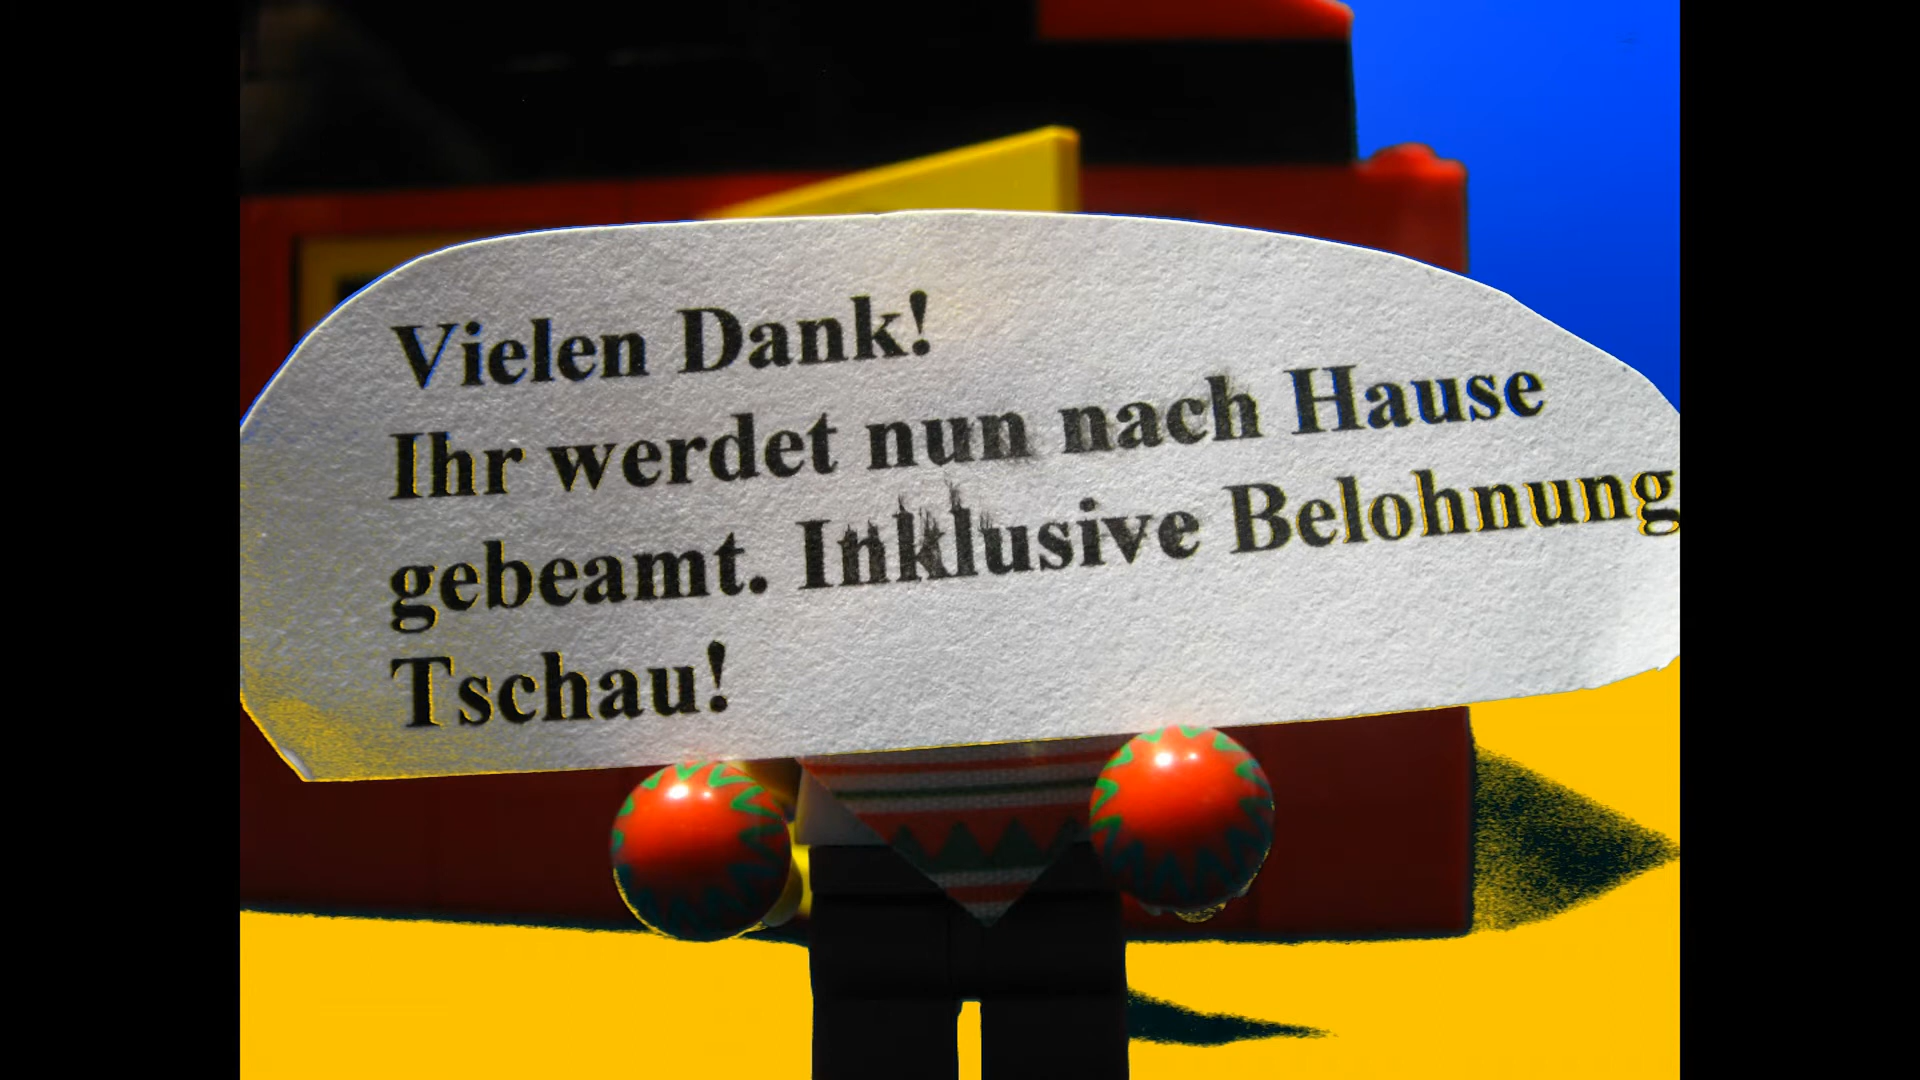 Vielen Dank!
Ihr werdet nun nach Hause
gebeamt. Inklusive Belohnung
Tschau!